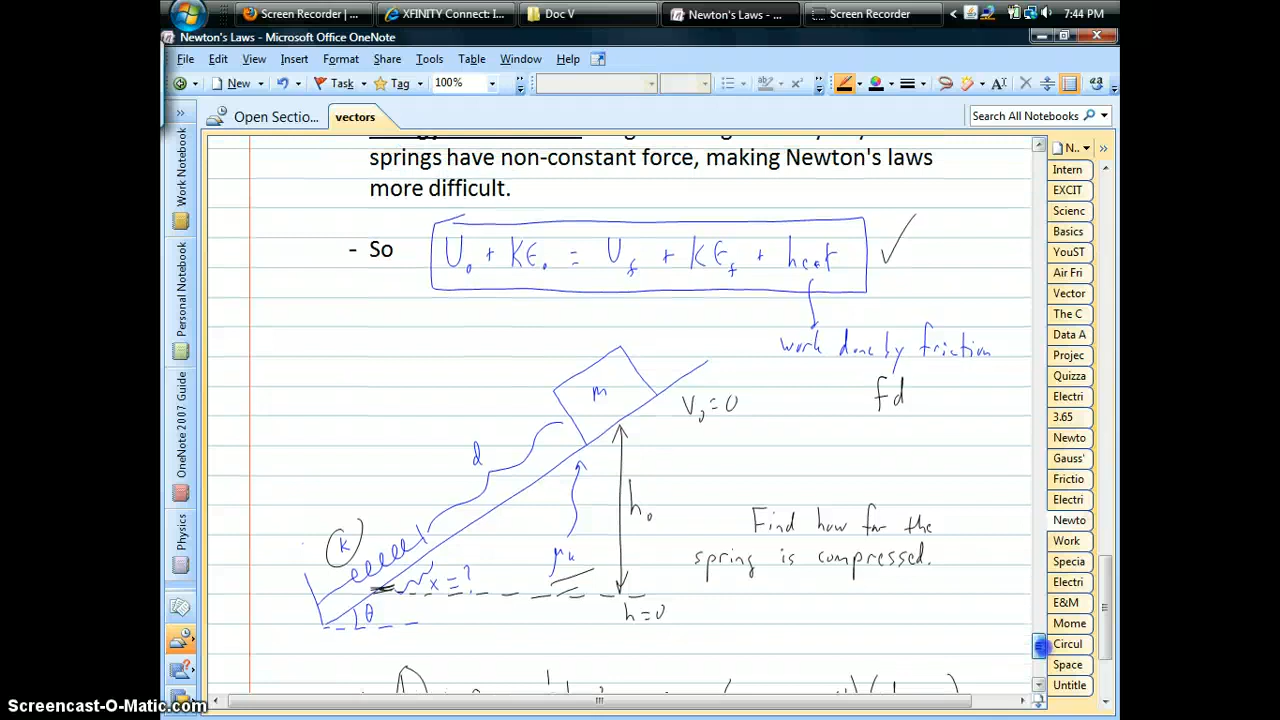 Firefox
Screen Recorder | ...
XFINITY Connect: I...
Doc V
Newton's Laws - ...
Screen Recorder
7:44 PM
Newton's Laws - Microsoft Office OneNote
File Edit View Insert Format Share Tools Table Window Help
New Task Tag 100%
Open Sectio... vectors
Search All Notebooks
springs have non-constant force, making Newton's laws
more difficult.
- So U₀ + KE₀ = U_f + KE_f + heat ✓
work done by friction
fd
m
V₀ = 0
d
h₀
k
Find how far the
spring is compressed.
μk
x = ?
θ
h = 0
Work Notebook
Personal Notebook
OneNote 2007 Guide
Physics
N..
Intern
EXCIT
Scienc
Basics
YouST
Air Fri
Vector
The C
Data A
Projec
Quizza
Electri
3.65
Newto
Gauss'
Frictio
Electri
Newto
Work
Specia
Electri
E&M
Mome
Circul
Space
Untitle
Screencast-O-Matic.com